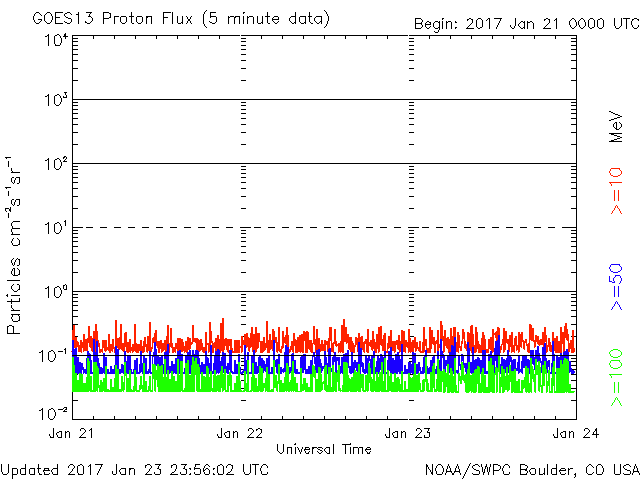 GOES13 Proton Flux (5 minute data)
Begin: 2017 Jan 21 0000 UTC
10⁴
10³
10²
10¹
10⁰
10⁻¹
10⁻²
Particles cm⁻²s⁻¹sr⁻¹
MeV
>=10
>=50
>=100
Jan 21
Jan 22
Jan 23
Jan 24
Universal Time
Updated 2017 Jan 23 23:56:02 UTC
NOAA/SWPC Boulder, CO USA